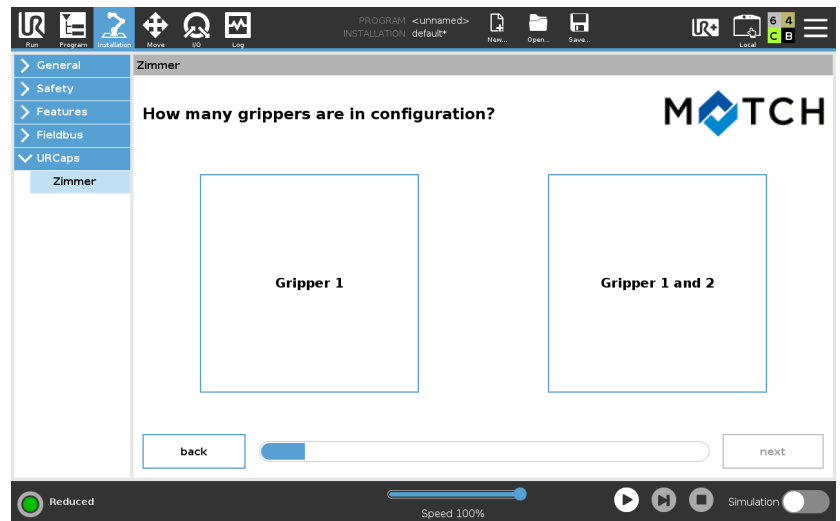 UR
Run
Program
Installation
Move
I/O
Log
PROGRAM <unnamed>
INSTALLATION default*
New...
Open...
Save...
UR+
Local
6 4
C B
General
Safety
Features
Fieldbus
URCaps
Zimmer
Zimmer
How many grippers are in configuration?
MATCH
Gripper 1
Gripper 1 and 2
back
next
Reduced
Speed 100%
Simulation